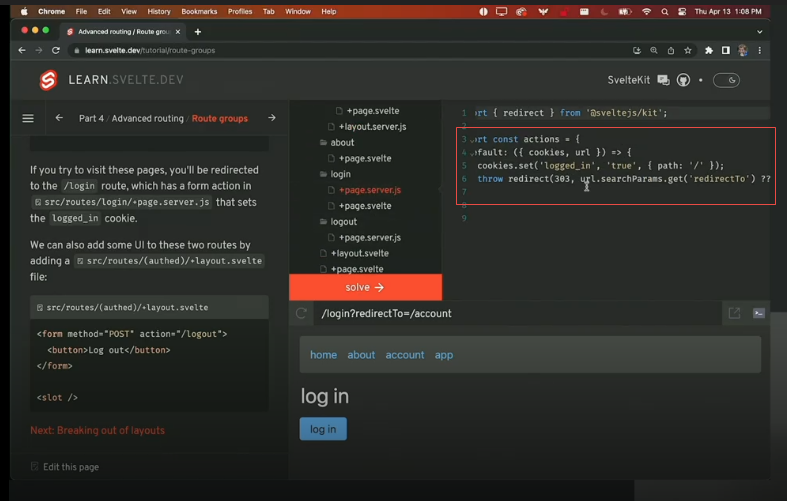 Chrome File Edit View History Bookmarks Profiles Tab Window Help Thu Apr 13 1:08 PM
Advanced routing / Route grou
learn.svelte.dev/tutorial/route-groups
LEARN.SVELTE.DEV
SvelteKit
Part 4 / Advanced routing / Route groups
If you try to visit these pages, you'll be redirected
to the /login route, which has a form action in
src/routes/login/+page.server.js that sets
the logged_in cookie.
We can also add some UI to these two routes by
adding a src/routes/(authed)/+layout.svelte
file:
src/routes/(authed)/+layout.svelte
<form method="POST" action="/logout">
<button>Log out</button>
</form>
<slot />
Next: Breaking out of layouts
Edit this page
+page.svelte
+layout.server.js
about
+page.svelte
login
+page.server.js
+page.svelte
logout
+page.server.js
+layout.svelte
+page.svelte
solve →
1 rt { redirect } from '@sveltejs/kit';
2
3 rt const actions = {
4 fault: ({ cookies, url }) => {
5 cookies.set('logged_in', 'true', { path: '/' });
6 throw redirect(303, url.searchParams.get('redirectTo') ??
7
8
9
/login?redirectTo=/account
home about account app
log in
log in